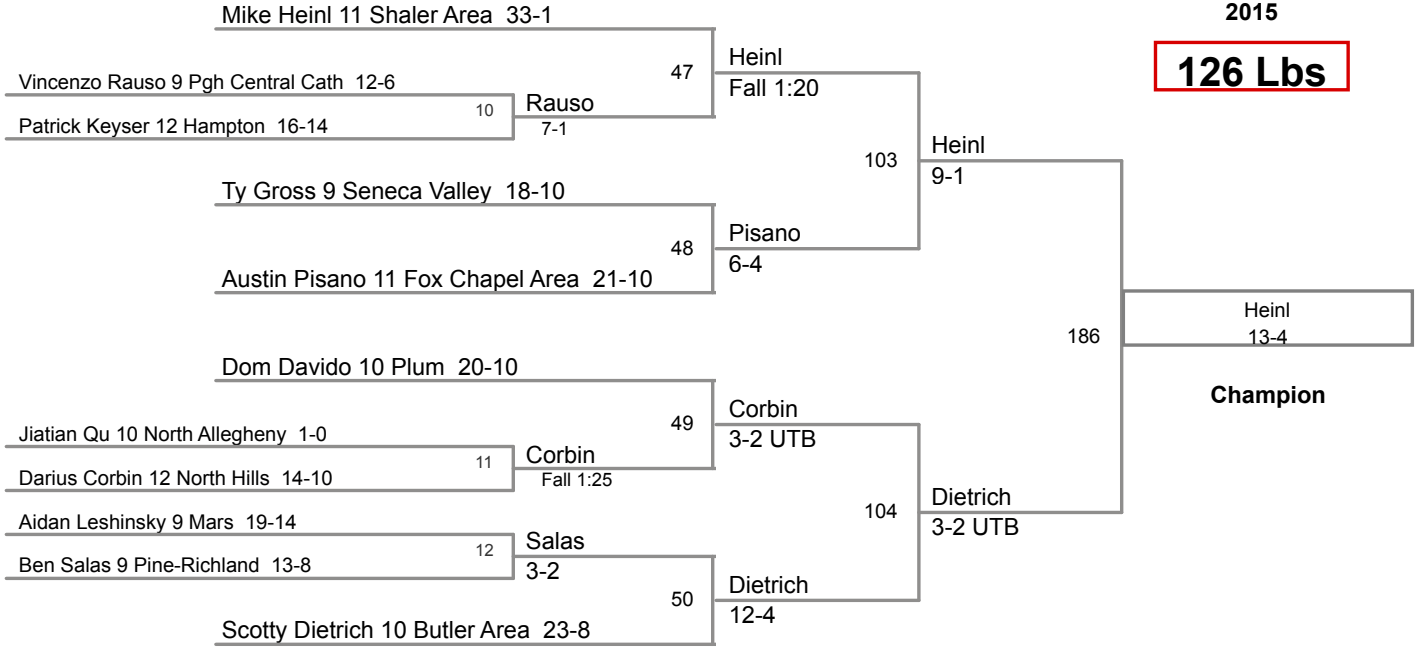 Mike Heinl 11 Shaler Area 33-1
2015
126 Lbs
47
Heinl
Fall 1:20
Vincenzo Rauso 9 Pgh Central Cath 12-6
10
Rauso
7-1
Patrick Keyser 12 Hampton 16-14
103
Heinl
9-1
Ty Gross 9 Seneca Valley 18-10
48
Pisano
6-4
Austin Pisano 11 Fox Chapel Area 21-10
186
Heinl
13-4
Champion
Dom Davido 10 Plum 20-10
49
Corbin
3-2 UTB
Jiatian Qu 10 North Allegheny 1-0
11
Corbin
Fall 1:25
Darius Corbin 12 North Hills 14-10
104
Dietrich
3-2 UTB
Aidan Leshinsky 9 Mars 19-14
12
Salas
3-2
Ben Salas 9 Pine-Richland 13-8
50
Dietrich
12-4
Scotty Dietrich 10 Butler Area 23-8